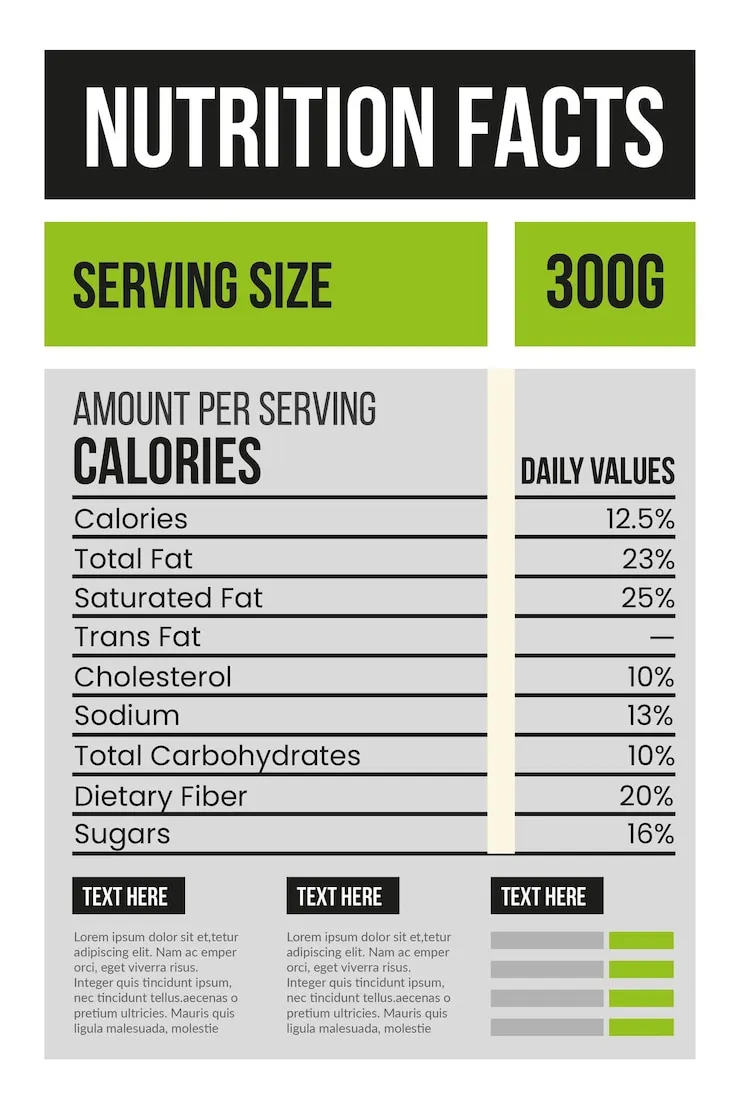 NUTRITION FACTS
SERVING SIZE 300G
AMOUNT PER SERVING
CALORIES DAILY VALUES
Calories 12.5%
Total Fat 23%
Saturated Fat 25%
Trans Fat —
Cholesterol 10%
Sodium 13%
Total Carbohydrates 10%
Dietary Fiber 20%
Sugars 16%
TEXT HERE
Lorem ipsum dolor sit et,tetur
adipiscing elit. Nam ac emper
orci, eget viverra risus.
Integer quis tincidunt ipsum,
nec tincidunt tellus.aecenas o
pretium ultricies. Mauris quis
ligula malesuada, molestie
TEXT HERE
Lorem ipsum dolor sit et,tetur
adipiscing elit. Nam ac emper
orci, eget viverra risus.
Integer quis tincidunt ipsum,
nec tincidunt tellus.aecenas o
pretium ultricies. Mauris quis
ligula malesuada, molestie
TEXT HERE